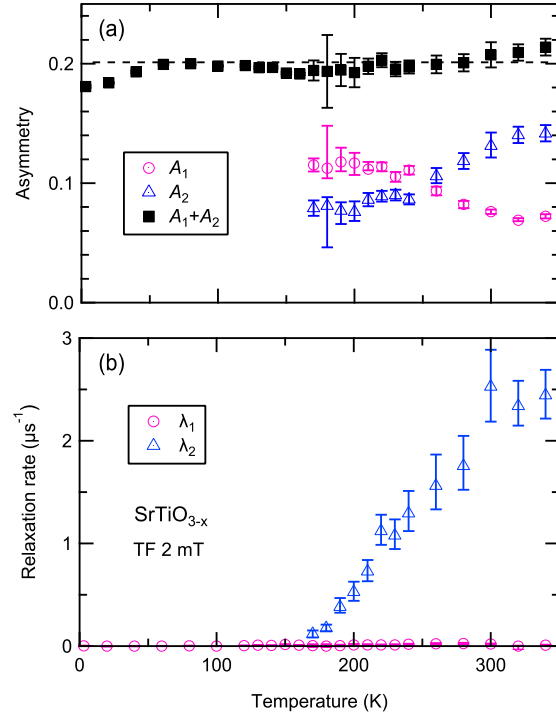 (a)
0.2
0.1
0.0
Asymmetry
A1
A2
A1+A2
(b)
3
2
1
0
Relaxation rate (μs⁻¹)
λ1
λ2
SrTiO3-x
TF 2 mT
0
100
200
300
Temperature (K)